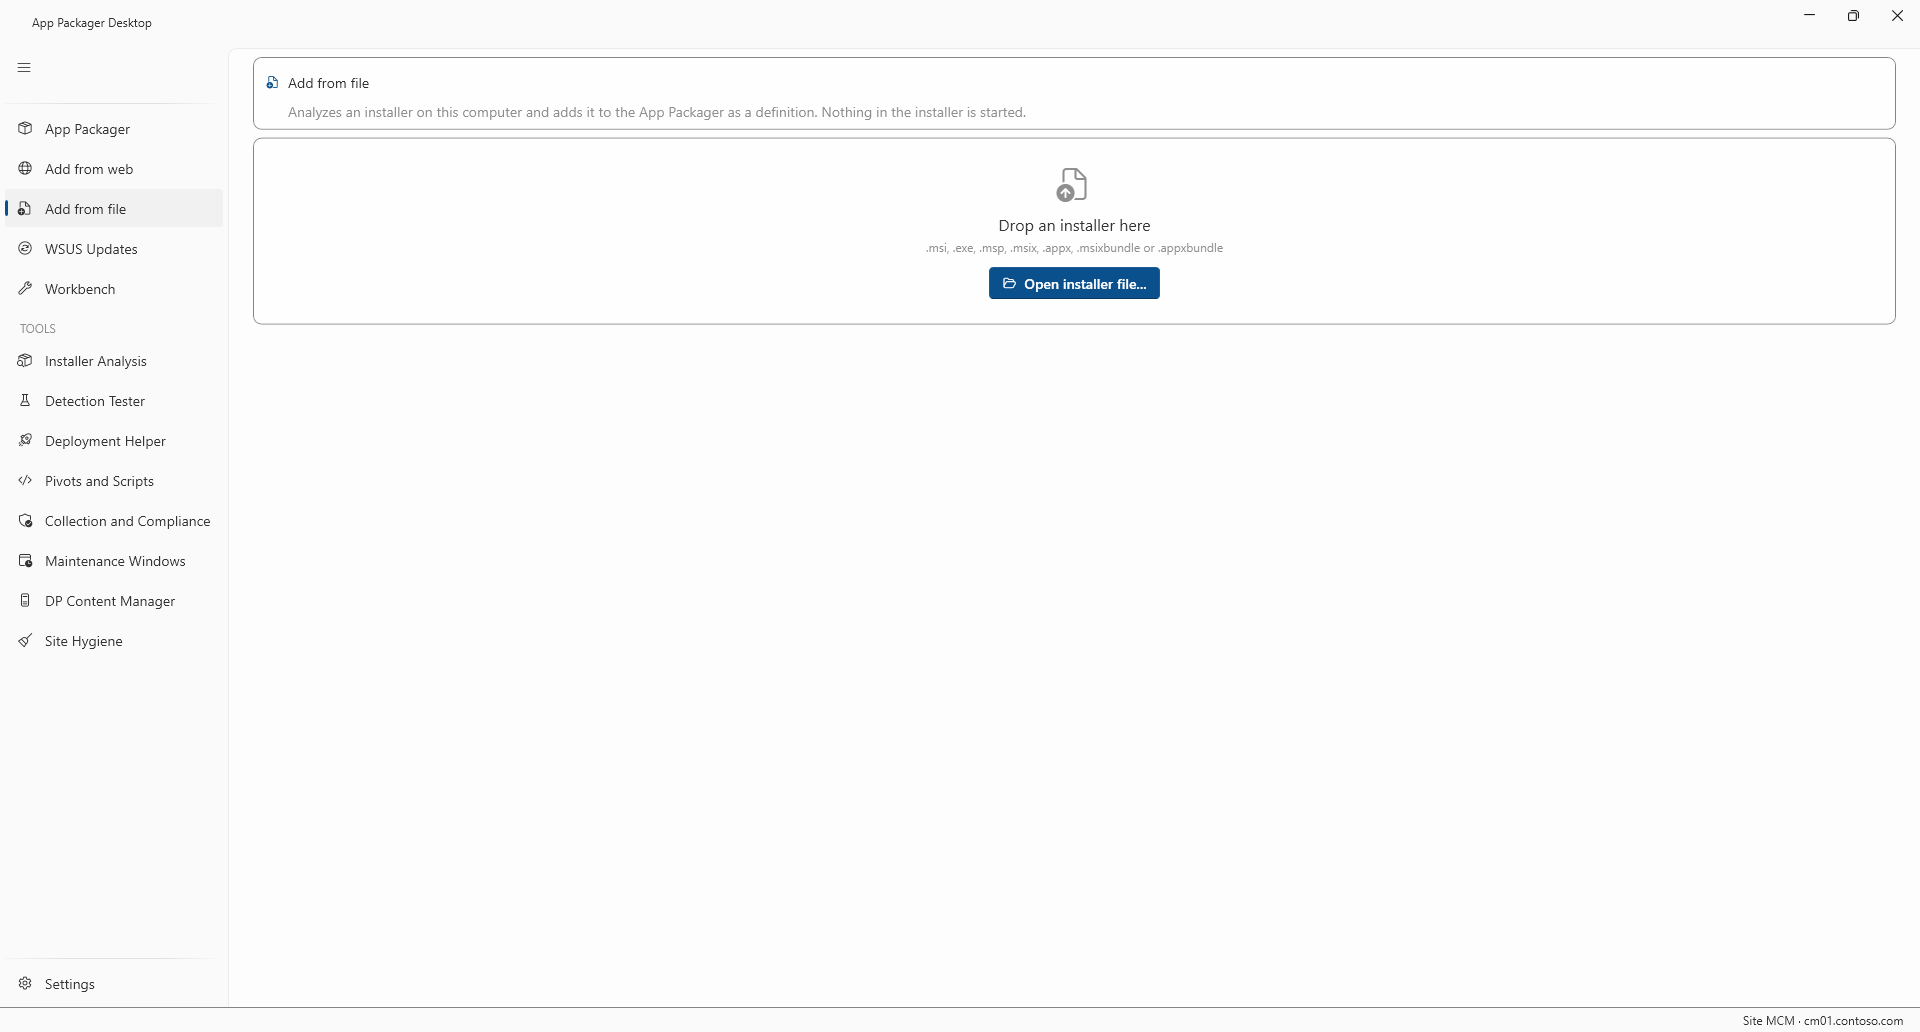 App Packager Desktop
App Packager
Add from web
Add from file
WSUS Updates
Workbench
TOOLS
Installer Analysis
Detection Tester
Deployment Helper
Pivots and Scripts
Collection and Compliance
Maintenance Windows
DP Content Manager
Site Hygiene
Settings
Add from file
Analyzes an installer on this computer and adds it to the App Packager as a definition. Nothing in the installer is started.
Drop an installer here
.msi, .exe, .msp, .msix, .appx, .msixbundle or .appxbundle
Open installer file...
Site MCM · cm01.contoso.com